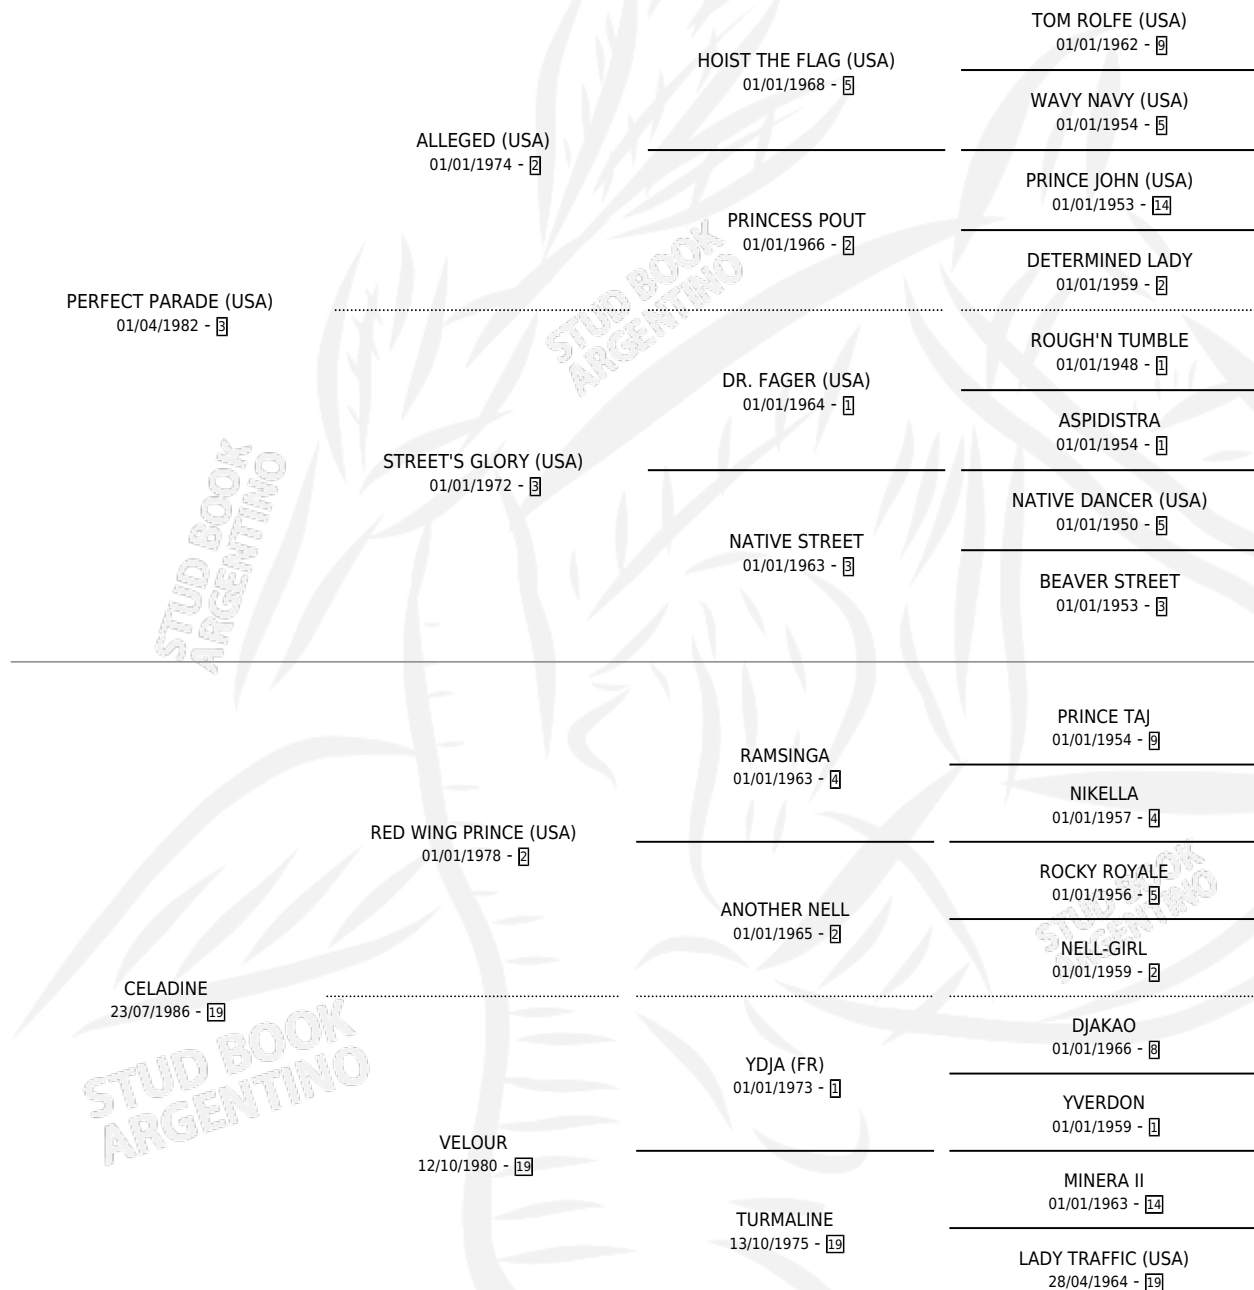 TOM ROLFE (USA)
01/01/1962 - 9
HOIST THE FLAG (USA)
01/01/1968 - 5
WAVY NAVY (USA)
01/01/1954 - 5
ALLEGED (USA)
01/01/1974 - 2
PRINCE JOHN (USA)
01/01/1953 - 14
PRINCESS POUT
01/01/1966 - 2
DETERMINED LADY
01/01/1959 - 2
PERFECT PARADE (USA)
01/04/1982 - 3
ROUGH'N TUMBLE
01/01/1948 - 1
DR. FAGER (USA)
01/01/1964 - 1
ASPIDISTRA
01/01/1954 - 1
STREET'S GLORY (USA)
01/01/1972 - 3
NATIVE DANCER (USA)
01/01/1950 - 5
NATIVE STREET
01/01/1963 - 3
BEAVER STREET
01/01/1953 - 3
PRINCE TAJ
01/01/1954 - 9
RAMSINGA
01/01/1963 - 4
NIKELLA
01/01/1957 - 4
RED WING PRINCE (USA)
01/01/1978 - 2
ROCKY ROYALE
01/01/1956 - 5
ANOTHER NELL
01/01/1965 - 2
NELL-GIRL
01/01/1959 - 2
CELADINE
23/07/1986 - 19
DJAKAO
01/01/1966 - 8
YDJA (FR)
01/01/1973 - 1
YVERDON
01/01/1959 - 1
VELOUR
12/10/1980 - 19
MINERA II
01/01/1963 - 14
TURMALINE
13/10/1975 - 19
LADY TRAFFIC (USA)
28/04/1964 - 19
STUD BOOK
ARGENTINO
STUD BOOK
ARGENTINO
STUD BOOK
ARGENTINO
STUD BOOK
ARGENTINO